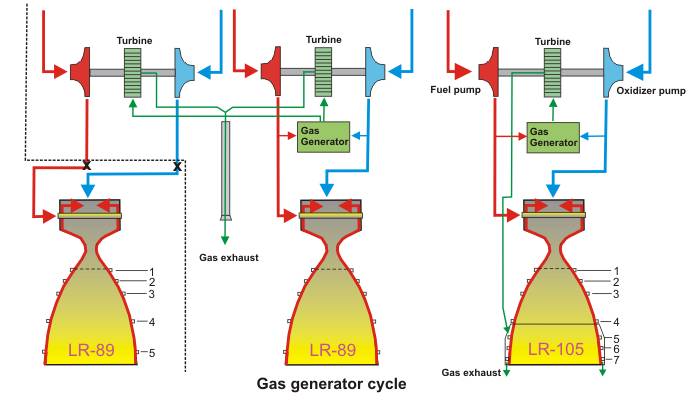 Turbine
Turbine
Turbine
Fuel pump
Oxidizer pump
Gas
Generator
Gas
Generator
X
X
Gas exhaust
1
2
3
4
5
LR-89
LR-89
1
2
3
4
5
6
7
LR-105
Gas exhaust
Gas generator cycle